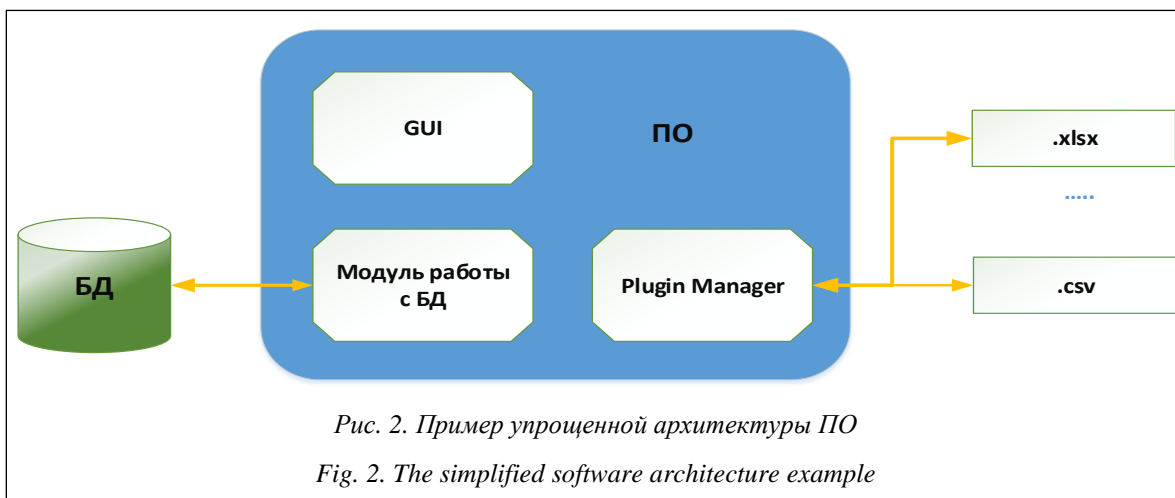 GUI
ПО
.xlsx
.....
БД
Модуль работы
с БД
Plugin Manager
.csv
Рис. 2. Пример упрощенной архитектуры ПО
Fig. 2. The simplified software architecture example